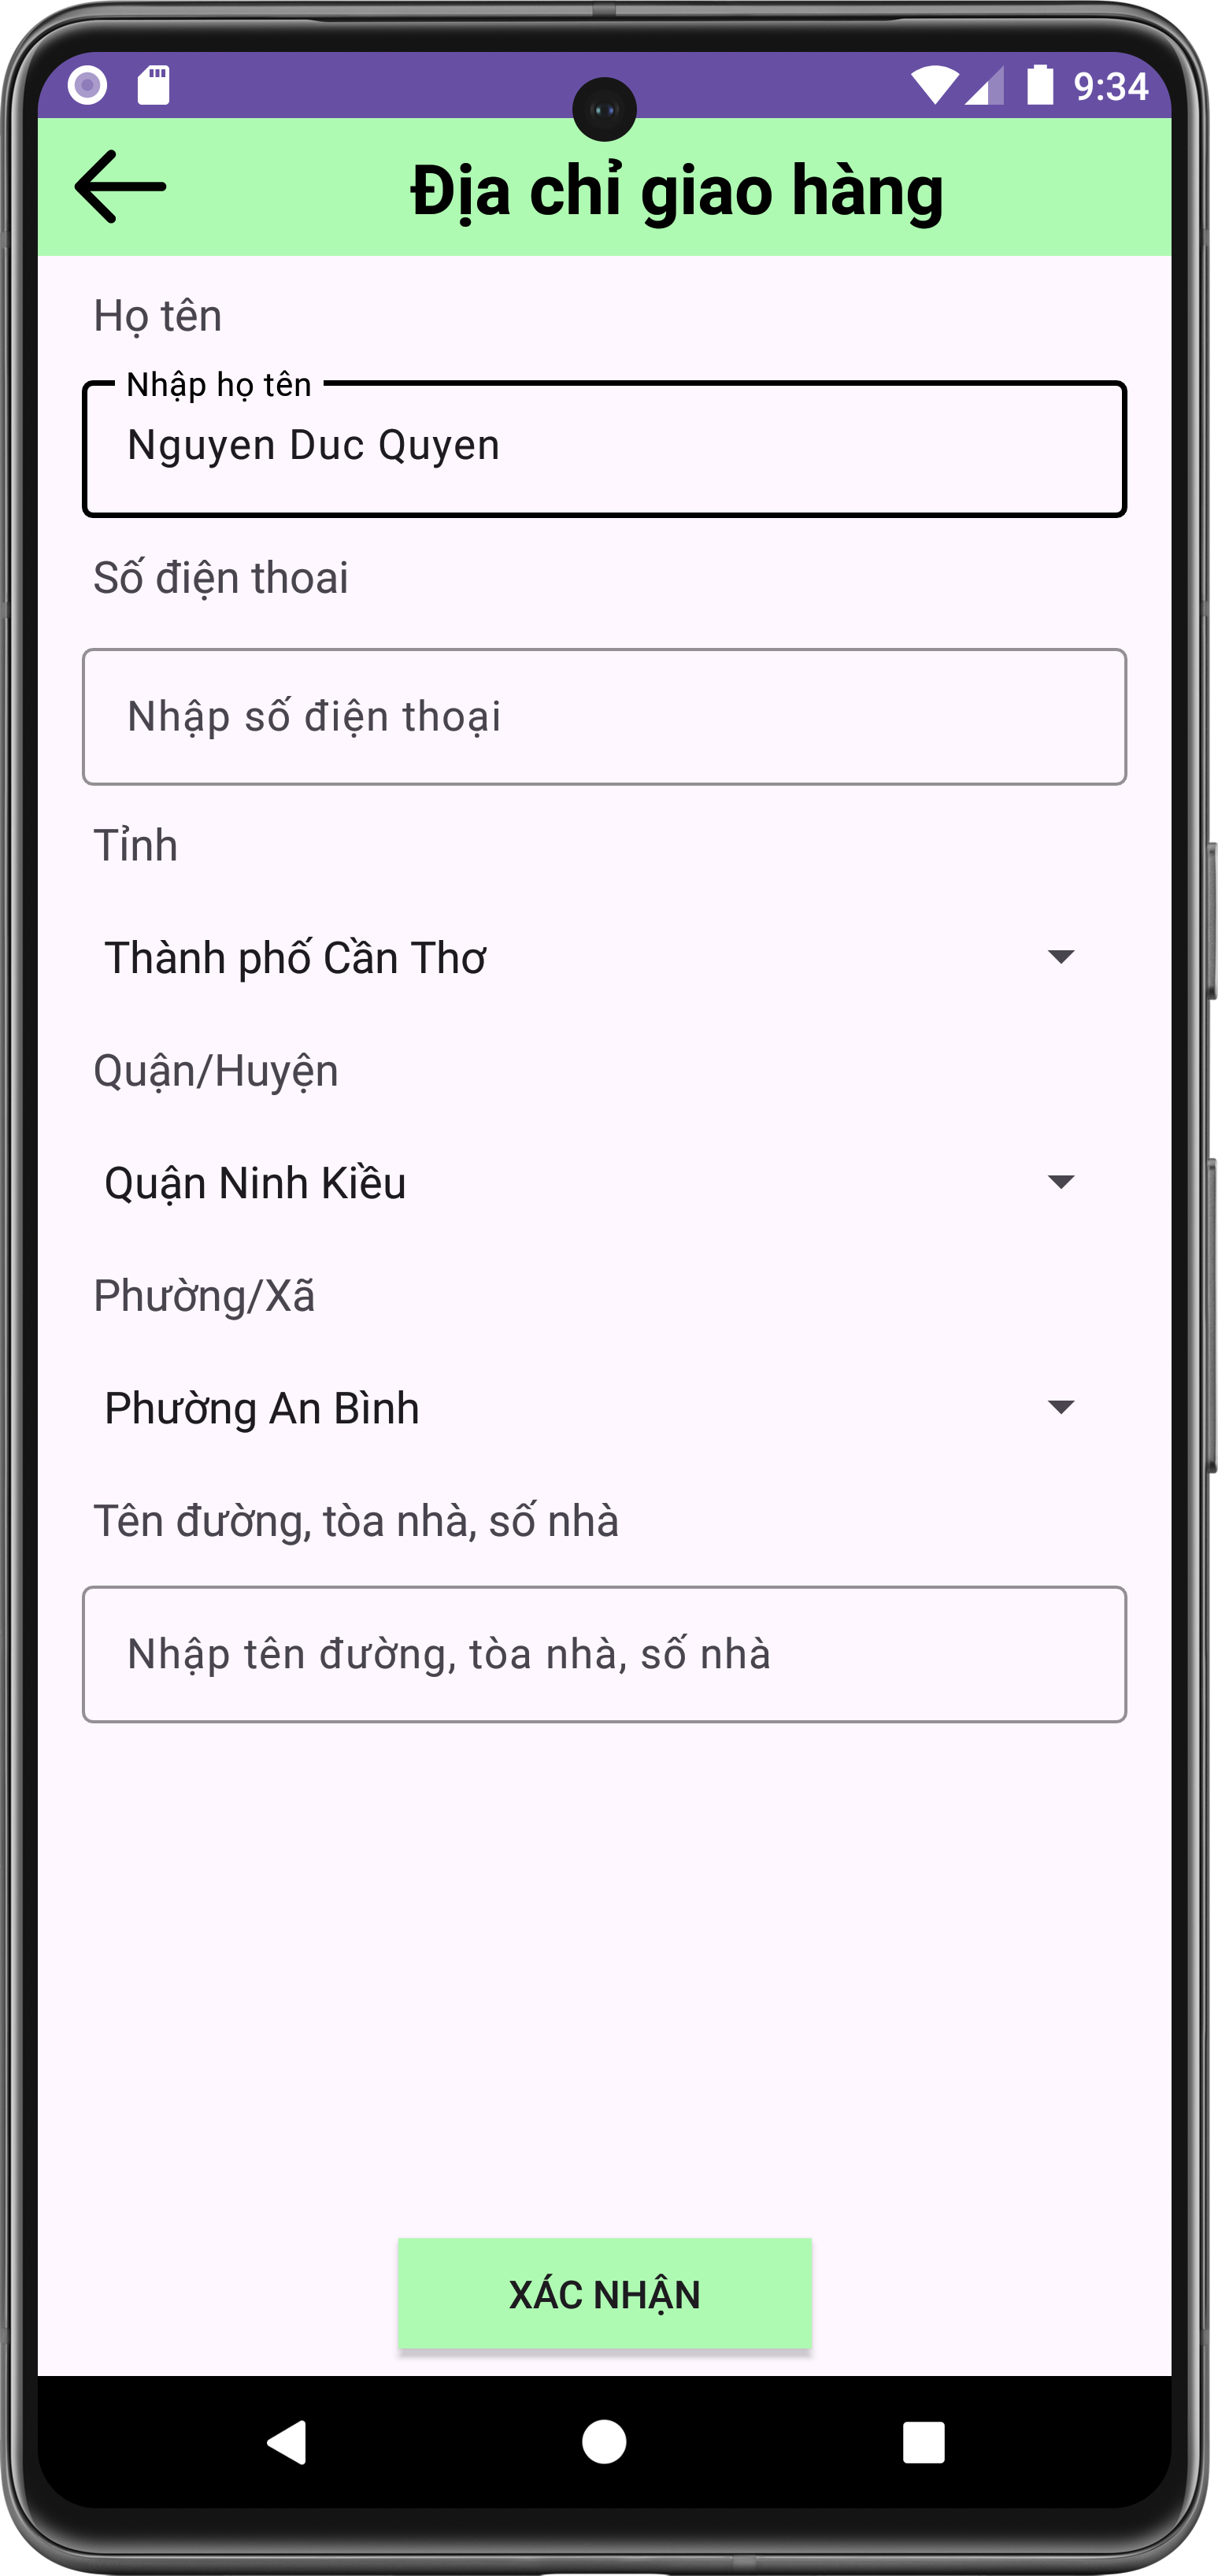 9:34
Địa chỉ giao hàng
Họ tên
Nhập họ tên
Nguyen Duc Quyen
Số điện thoai
Nhập số điện thoại
Tỉnh
Thành phố Cần Thơ
Quận/Huyện
Quận Ninh Kiều
Phường/Xã
Phường An Bình
Tên đường, tòa nhà, số nhà
Nhập tên đường, tòa nhà, số nhà
XÁC NHẬN